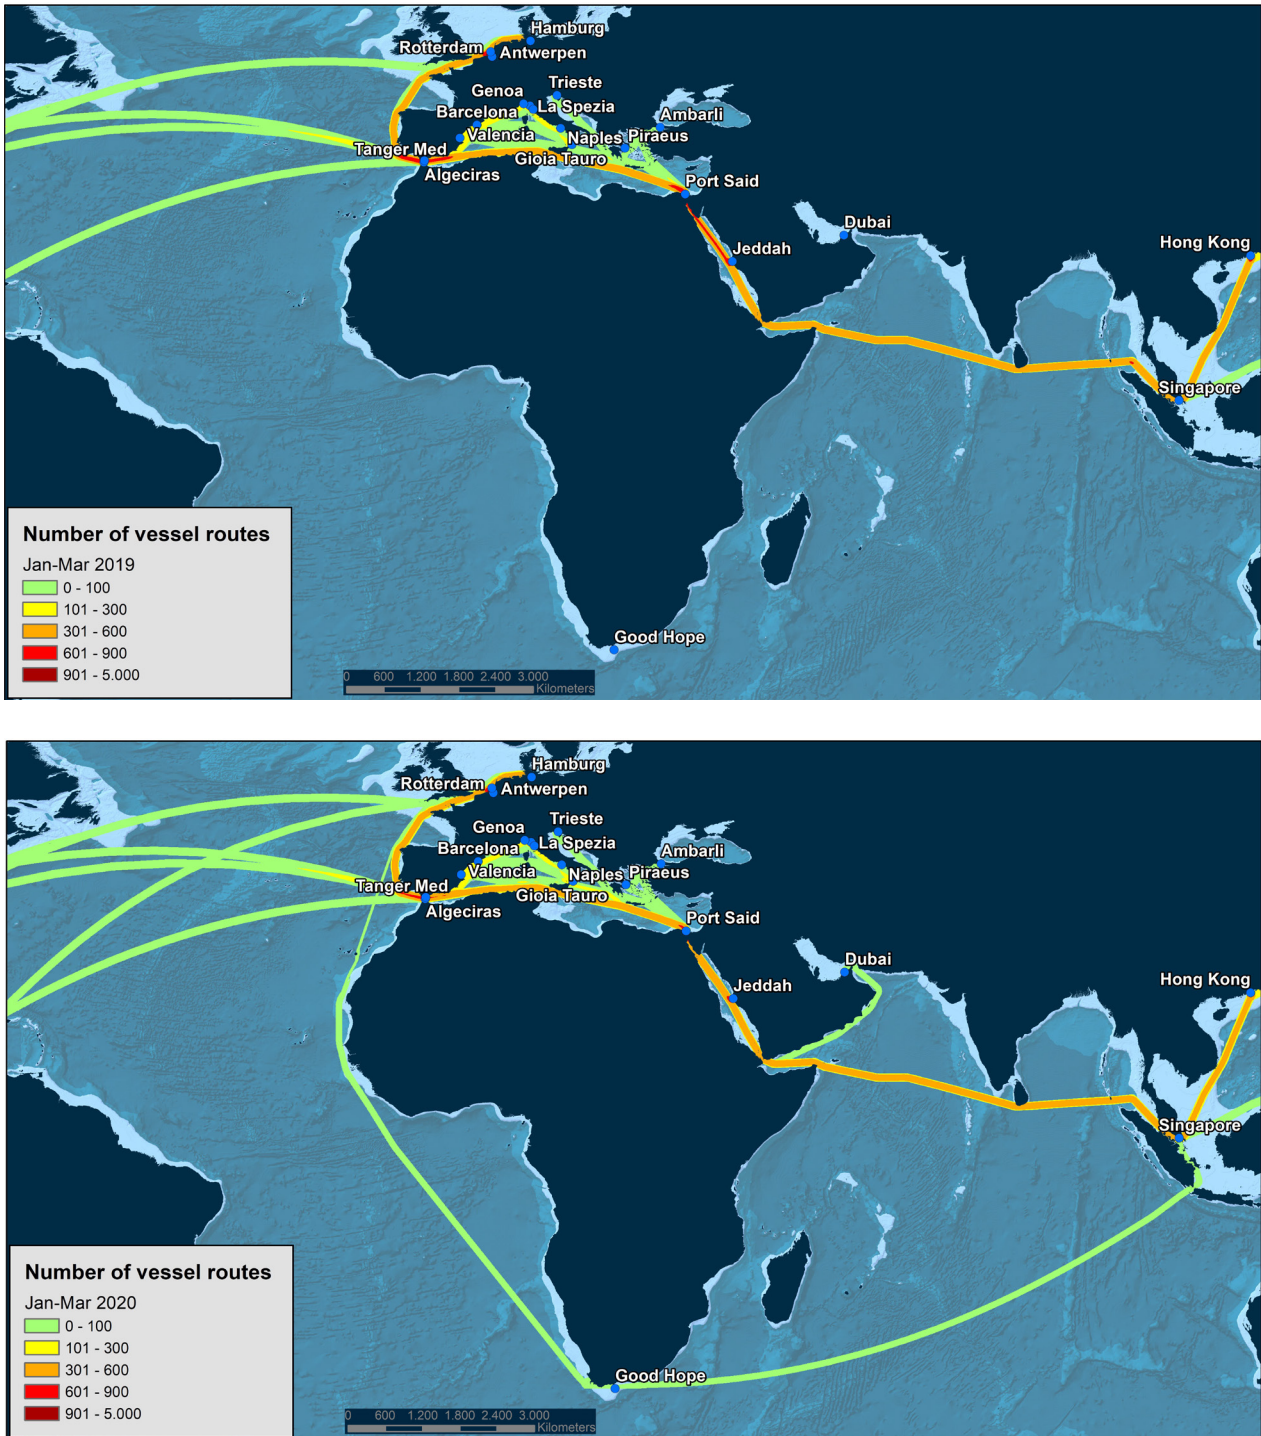 Hamburg
Rotterdam
Antwerpen
Trieste
Genoa
La Spezia
Ambarli
Barcelona
Valencia
Naples
Piraeus
Tanger Med
Gioia Tauro
Algeciras
Port Said
Dubai
Jeddah
Hong Kong
Singapore
Good Hope
Number of vessel routes
Jan-Mar 2019
0 - 100
101 - 300
301 - 600
601 - 900
901 - 5.000
0 600 1.200 1.800 2.400 3.000
Kilometers
Hamburg
Rotterdam
Antwerpen
Trieste
Genoa
La Spezia
Ambarli
Barcelona
Valencia
Naples
Piraeus
Tanger Med
Gioia Tauro
Algeciras
Port Said
Dubai
Jeddah
Hong Kong
Singapore
Good Hope
Number of vessel routes
Jan-Mar 2020
0 - 100
101 - 300
301 - 600
601 - 900
901 - 5.000
0 600 1.200 1.800 2.400 3.000
Kilometers